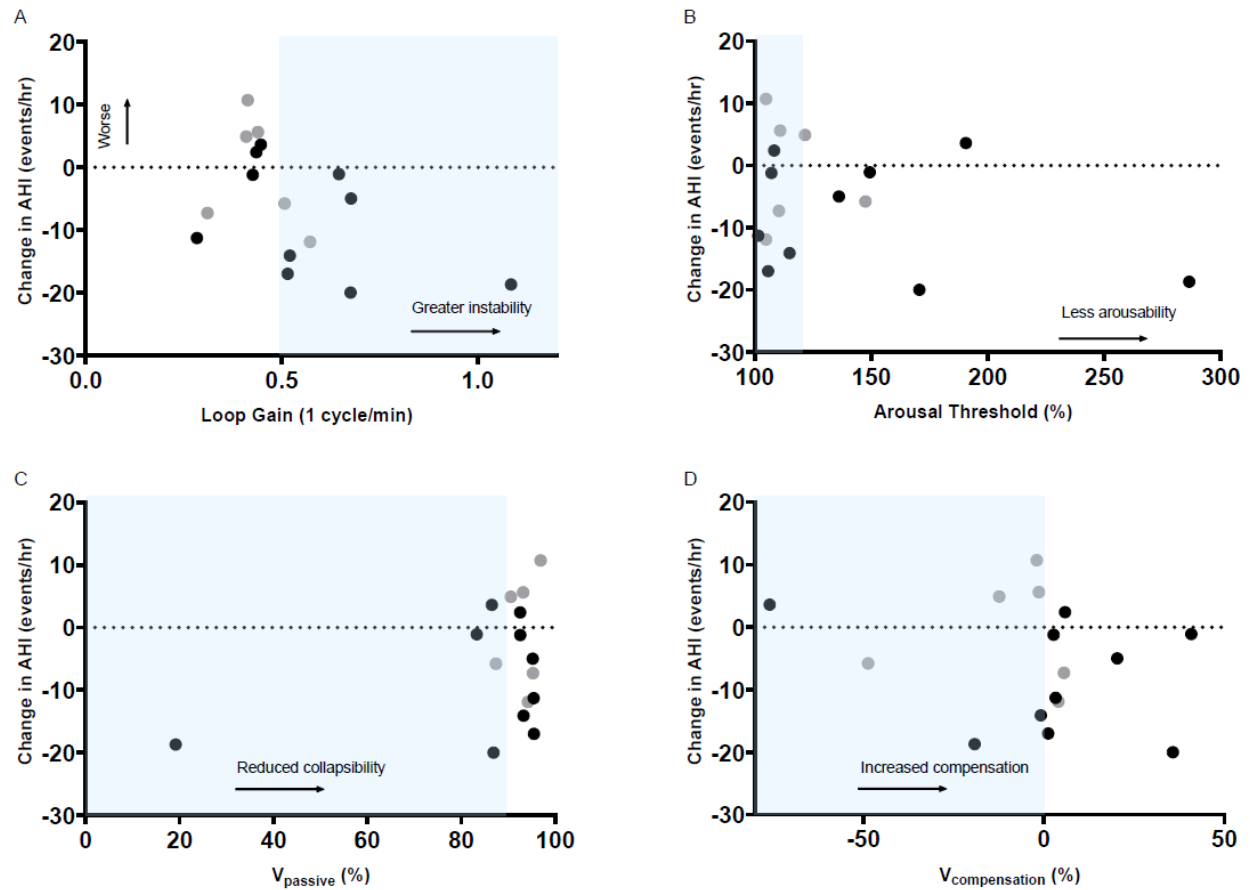 A
Change in AHI (events/hr)
20
10
0
-10
-20
-30
Worse
Greater instability
0.0 0.5 1.0
Loop Gain (1 cycle/min)
B
Change in AHI (events/hr)
20
10
0
-10
-20
-30
Less arousability
100 150 200 250 300
Arousal Threshold (%)
C
Change in AHI (events/hr)
20
10
0
-10
-20
-30
Reduced collapsibility
0 20 40 60 80 100
Vpassive (%)
D
Change in AHI (events/hr)
20
10
0
-10
-20
-30
Increased compensation
-50 0 50
Vcompensation (%)